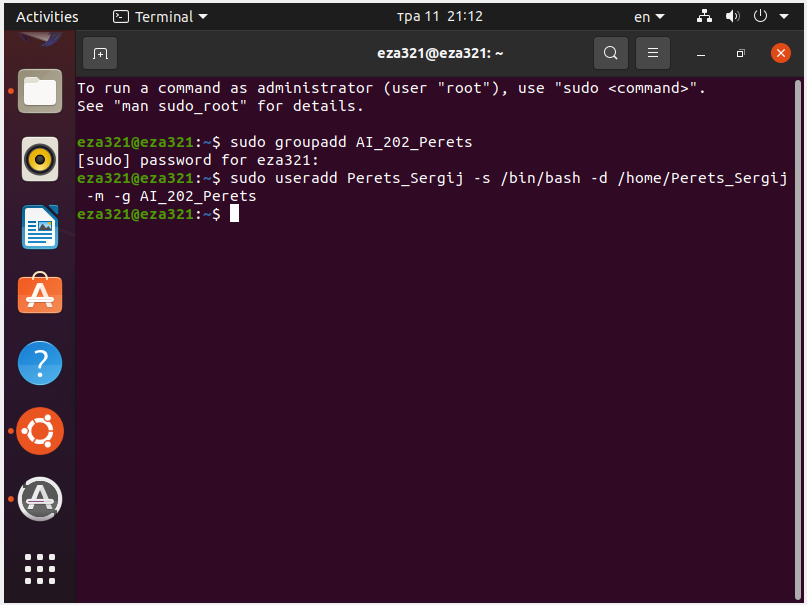 Activities Terminal тра 11 21:12 en
eza321@eza321: ~
To run a command as administrator (user "root"), use "sudo <command>".
See "man sudo_root" for details.
eza321@eza321:~$ sudo groupadd AI_202_Perets
[sudo] password for eza321:
eza321@eza321:~$ sudo useradd Perets_Sergij -s /bin/bash -d /home/Perets_Sergij
-m -g AI_202_Perets
eza321@eza321:~$